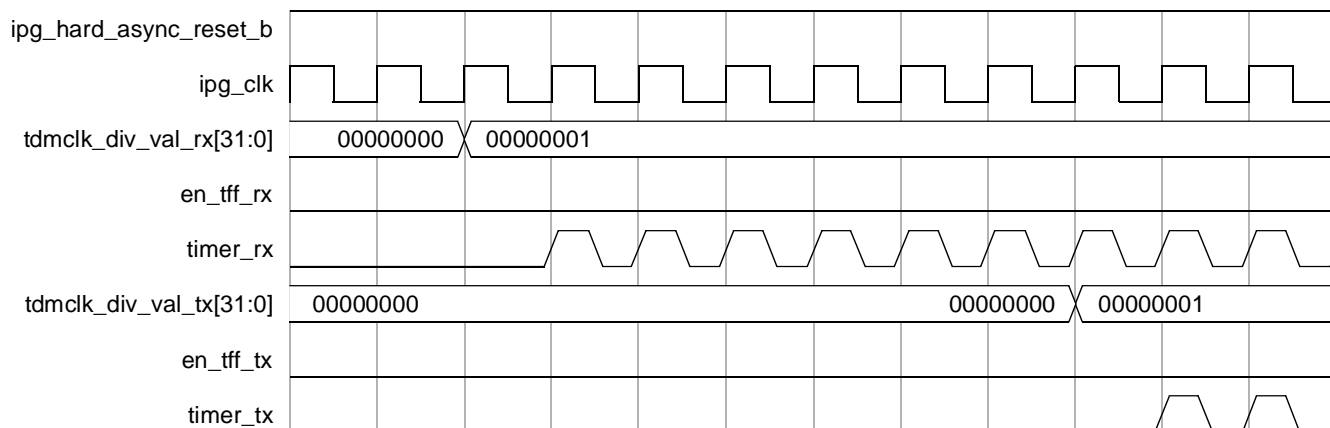 ipg_hard_async_reset_b
ipg_clk
tdmclk_div_val_rx[31:0] 00000000 00000001
en_tff_rx
timer_rx
tdmclk_div_val_tx[31:0] 00000000 00000000 00000001
en_tff_tx
timer_tx